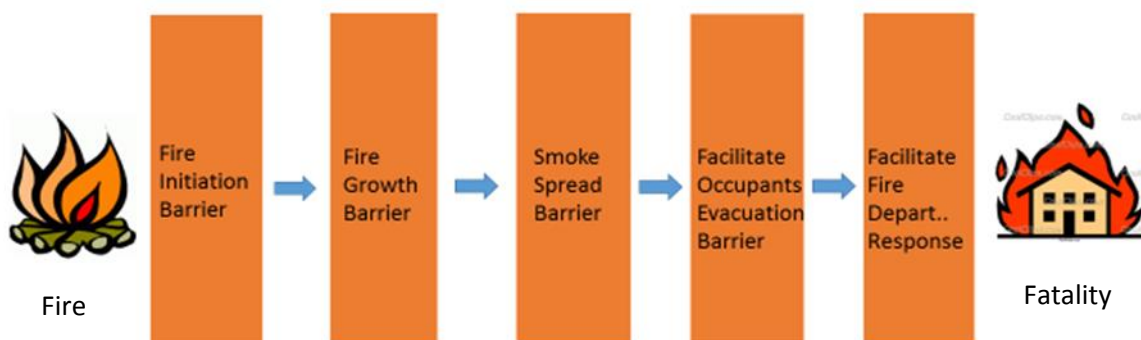 Fire
Initiation
Barrier
Fire
Growth
Barrier
Smoke
Spread
Barrier
Facilitate
Occupants
Evacuation
Barrier
Facilitate
Fire
Depart..
Response
Fire
Fatality